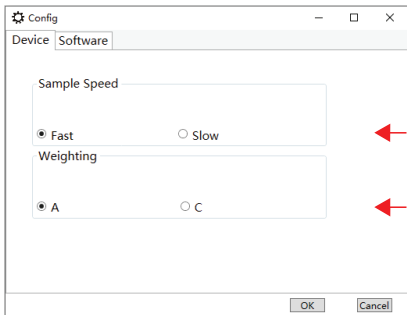 Config
Device Software
Sample Speed
Fast Slow
Weighting
A C
OK Cancel